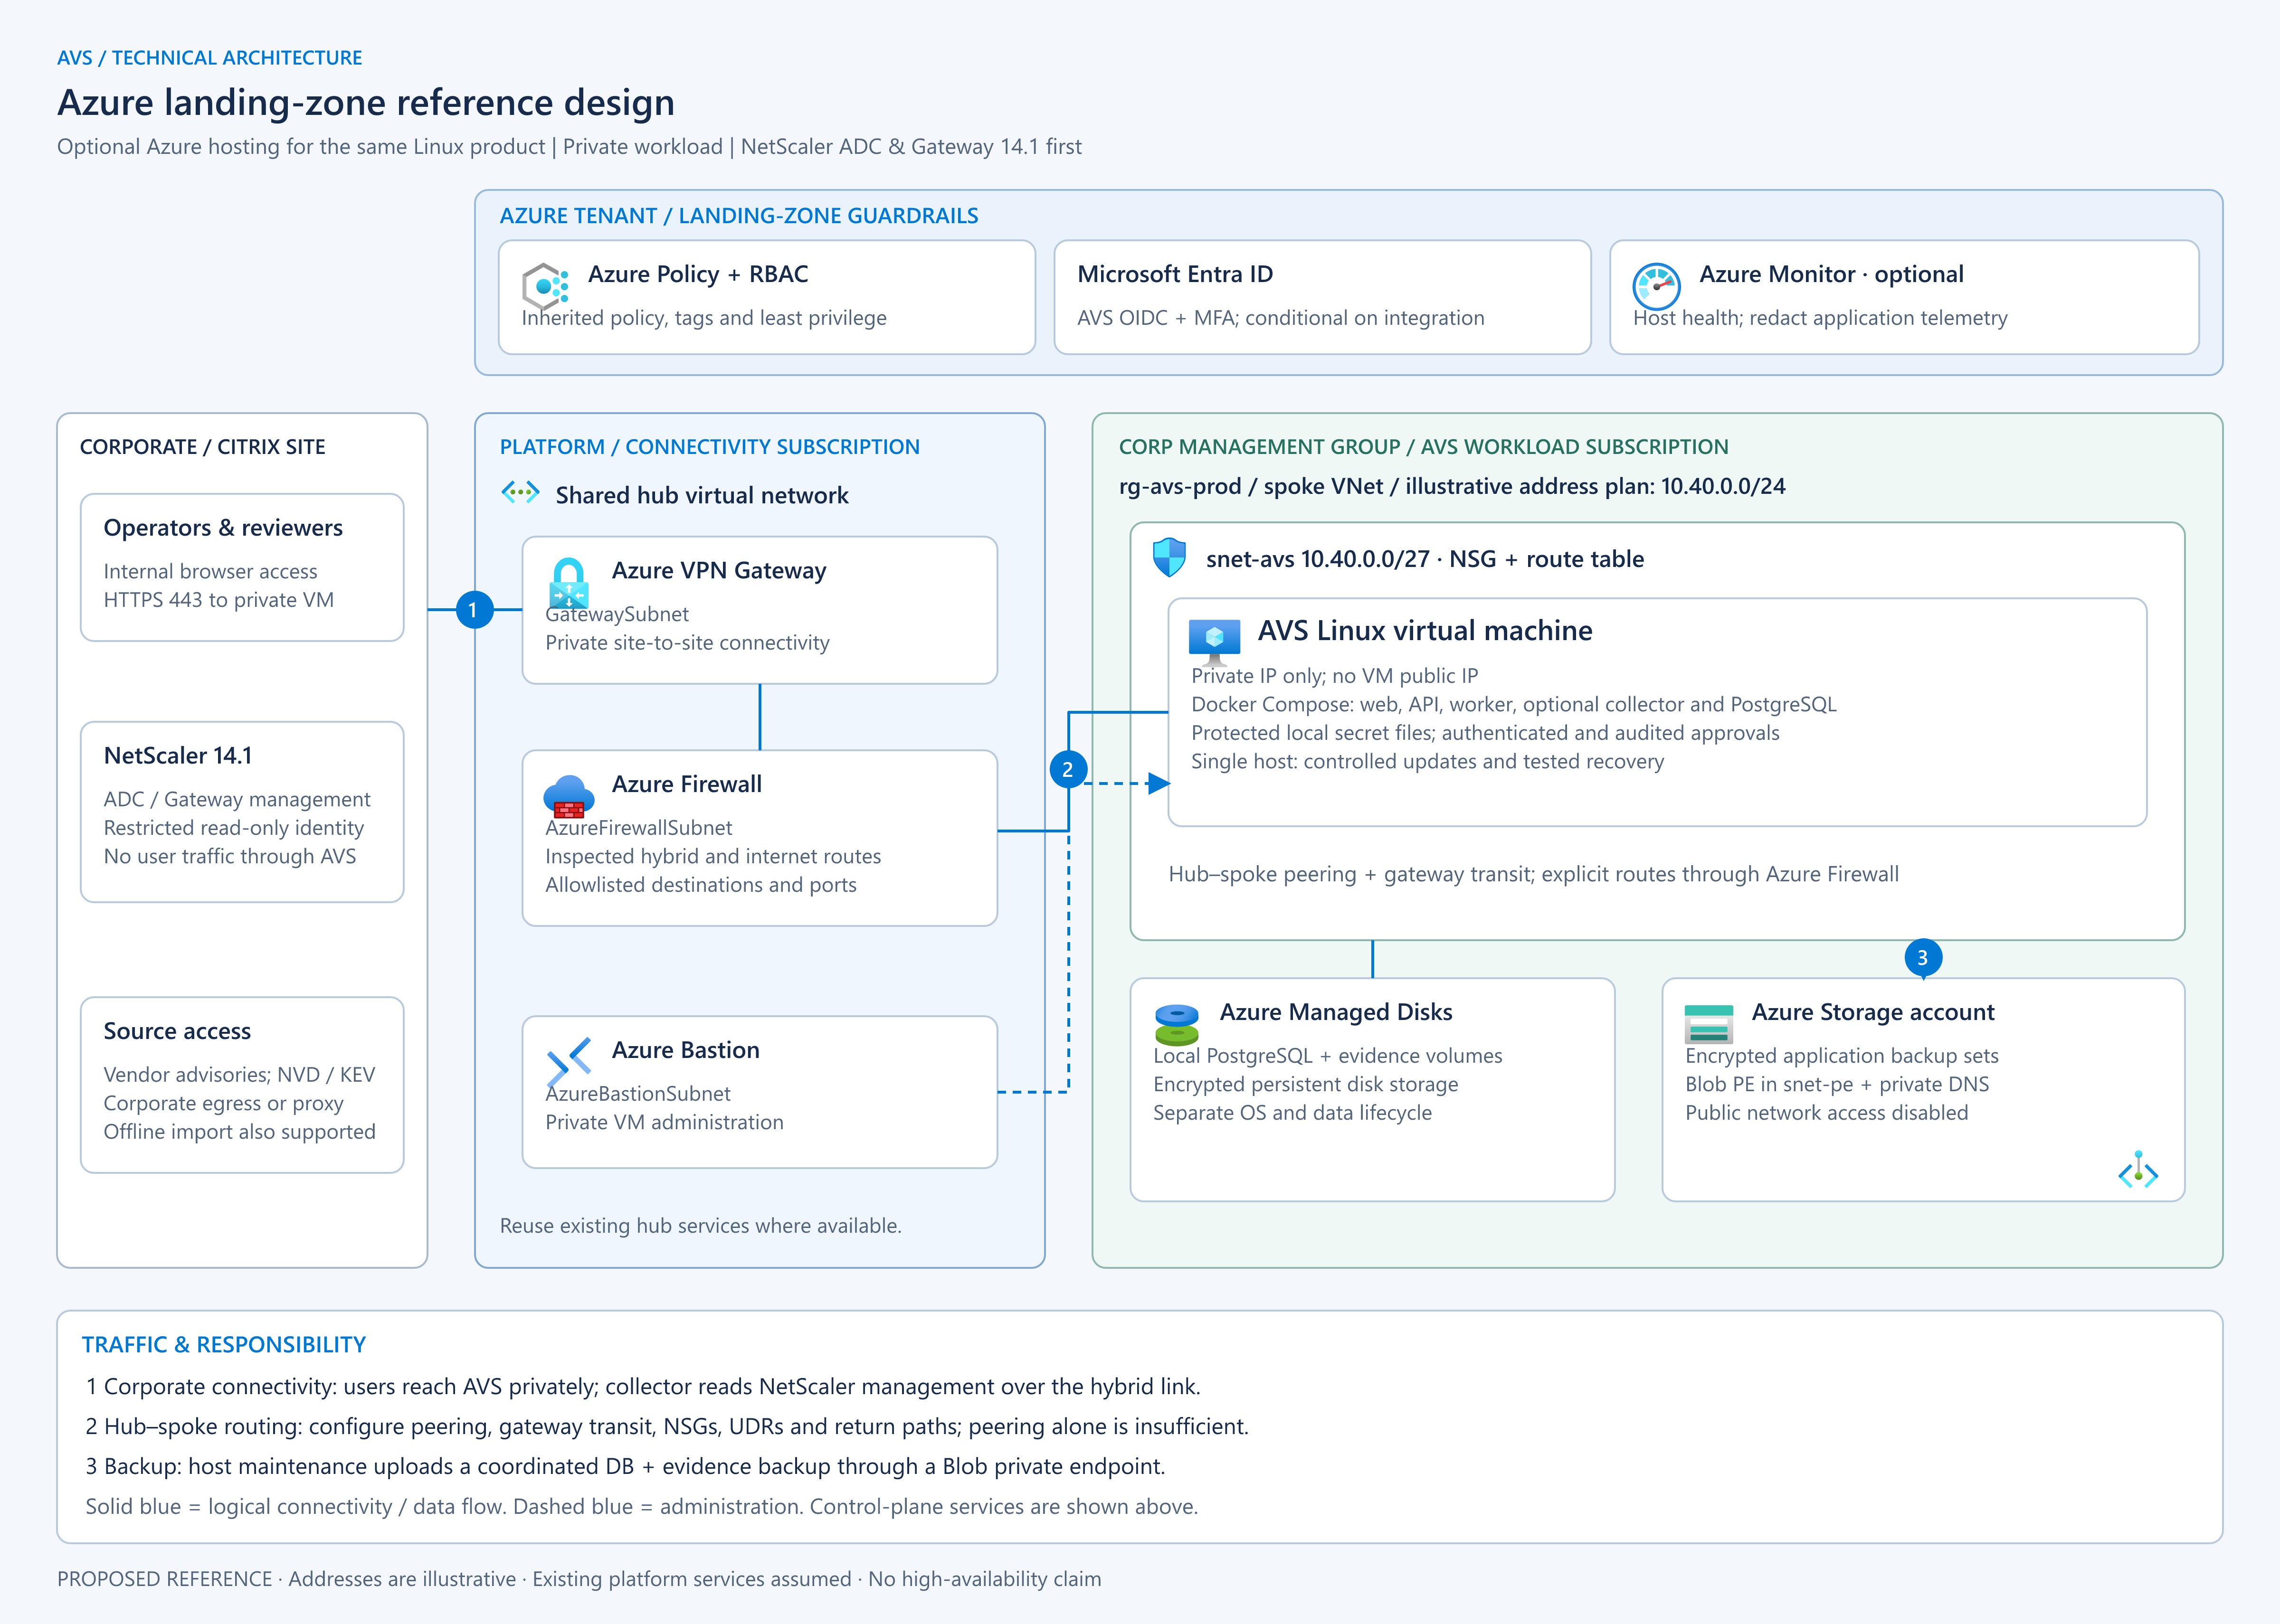 AVS / TECHNICAL ARCHITECTURE
Azure landing-zone reference design
Optional Azure hosting for the same Linux product | Private workload | NetScaler ADC & Gateway 14.1 first
AZURE TENANT / LANDING-ZONE GUARDRAILS
Azure Policy + RBAC
Inherited policy, tags and least privilege
Microsoft Entra ID
AVS OIDC + MFA; conditional on integration
Azure Monitor · optional
Host health; redact application telemetry
CORPORATE / CITRIX SITE
Operators & reviewers
Internal browser access
HTTPS 443 to private VM
NetScaler 14.1
ADC / Gateway management
Restricted read-only identity
No user traffic through AVS
Source access
Vendor advisories; NVD / KEV
Corporate egress or proxy
Offline import also supported
1
PLATFORM / CONNECTIVITY SUBSCRIPTION
Shared hub virtual network
Azure VPN Gateway
GatewaySubnet
Private site-to-site connectivity
Azure Firewall
AzureFirewallSubnet
Inspected hybrid and internet routes
Allowlisted destinations and ports
Azure Bastion
AzureBastionSubnet
Private VM administration
Reuse existing hub services where available.
2
CORP MANAGEMENT GROUP / AVS WORKLOAD SUBSCRIPTION
rg-avs-prod / spoke VNet / illustrative address plan: 10.40.0.0/24
snet-avs 10.40.0.0/27 · NSG + route table
AVS Linux virtual machine
Private IP only; no VM public IP
Docker Compose: web, API, worker, optional collector and PostgreSQL
Protected local secret files; authenticated and audited approvals
Single host: controlled updates and tested recovery
Hub–spoke peering + gateway transit; explicit routes through Azure Firewall
3
Azure Managed Disks
Local PostgreSQL + evidence volumes
Encrypted persistent disk storage
Separate OS and data lifecycle
Azure Storage account
Encrypted application backup sets
Blob PE in snet-pe + private DNS
Public network access disabled
TRAFFIC & RESPONSIBILITY
1 Corporate connectivity: users reach AVS privately; collector reads NetScaler management over the hybrid link.
2 Hub–spoke routing: configure peering, gateway transit, NSGs, UDRs and return paths; peering alone is insufficient.
3 Backup: host maintenance uploads a coordinated DB + evidence backup through a Blob private endpoint.
Solid blue = logical connectivity / data flow. Dashed blue = administration. Control-plane services are shown above.
PROPOSED REFERENCE · Addresses are illustrative · Existing platform services assumed · No high-availability claim